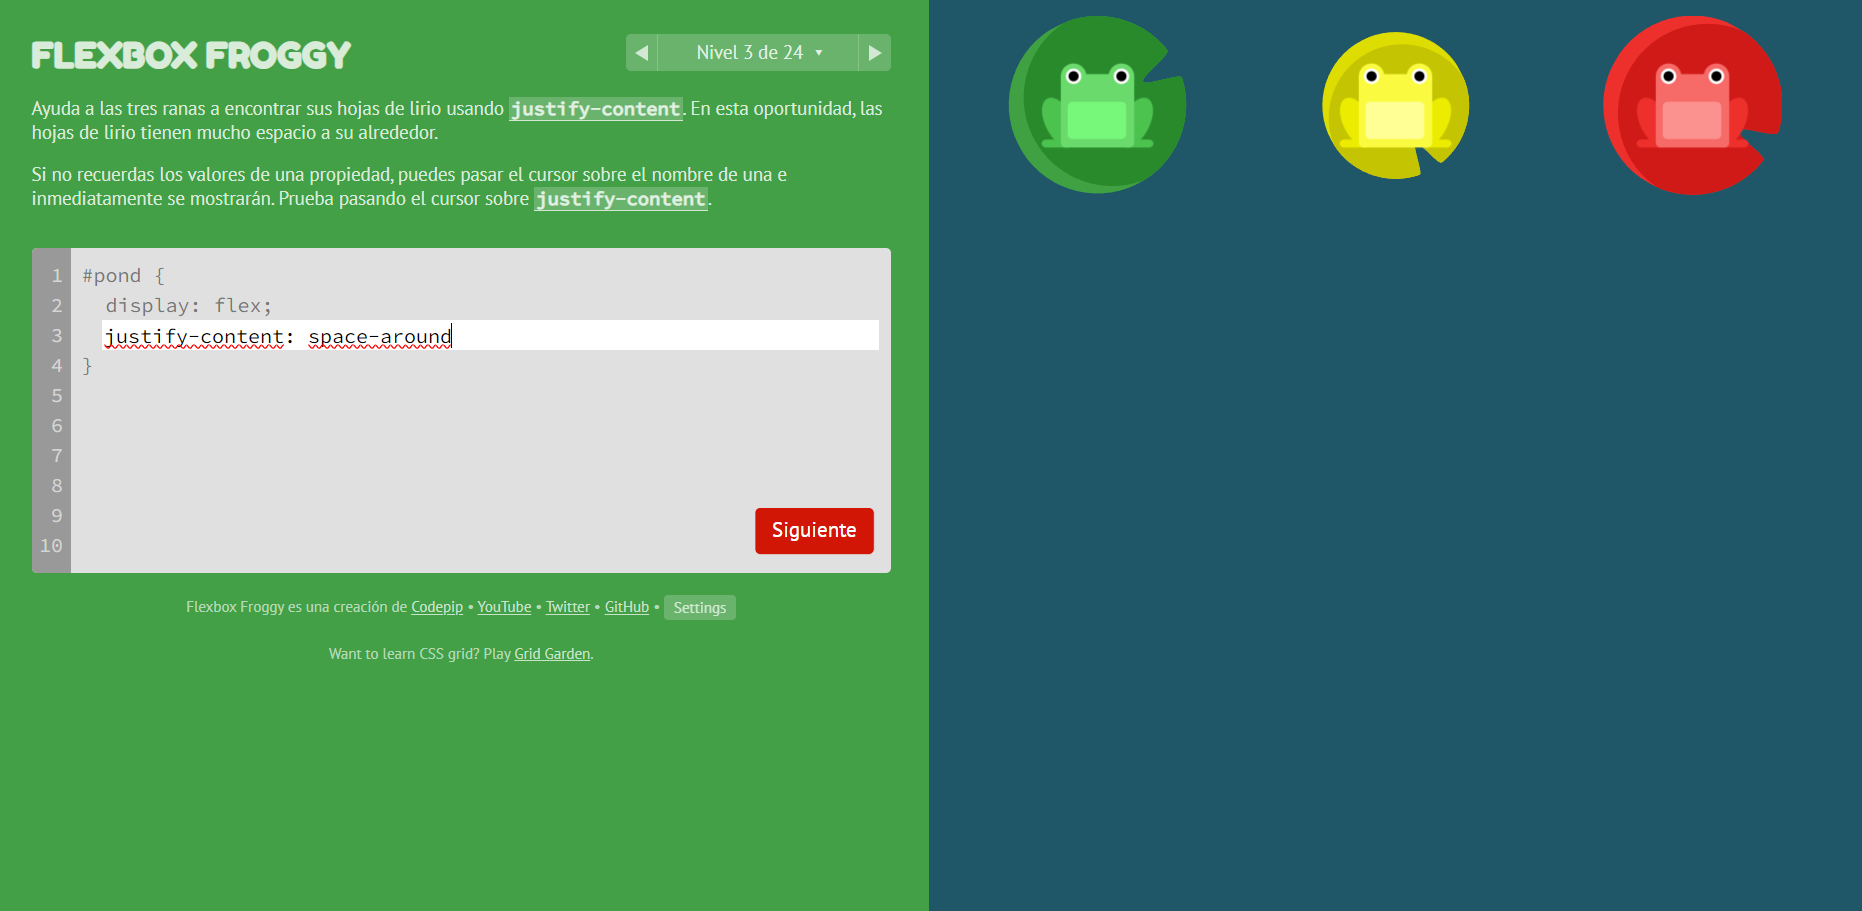 FLEXBOX FROGGY
Nivel 3 de 24 ▾
Ayuda a las tres ranas a encontrar sus hojas de lirio usando justify-content. En esta oportunidad, las
hojas de lirio tienen mucho espacio a su alrededor.
Si no recuerdas los valores de una propiedad, puedes pasar el cursor sobre el nombre de una e
inmediatamente se mostrarán. Prueba pasando el cursor sobre justify-content.
1 #pond {
2 display: flex;
3 justify-content: space-around
4 }
5
6
7
8
9
10
Siguiente
Flexbox Froggy es una creación de Codepip • YouTube • Twitter • GitHub • Settings
Want to learn CSS grid? Play Grid Garden.